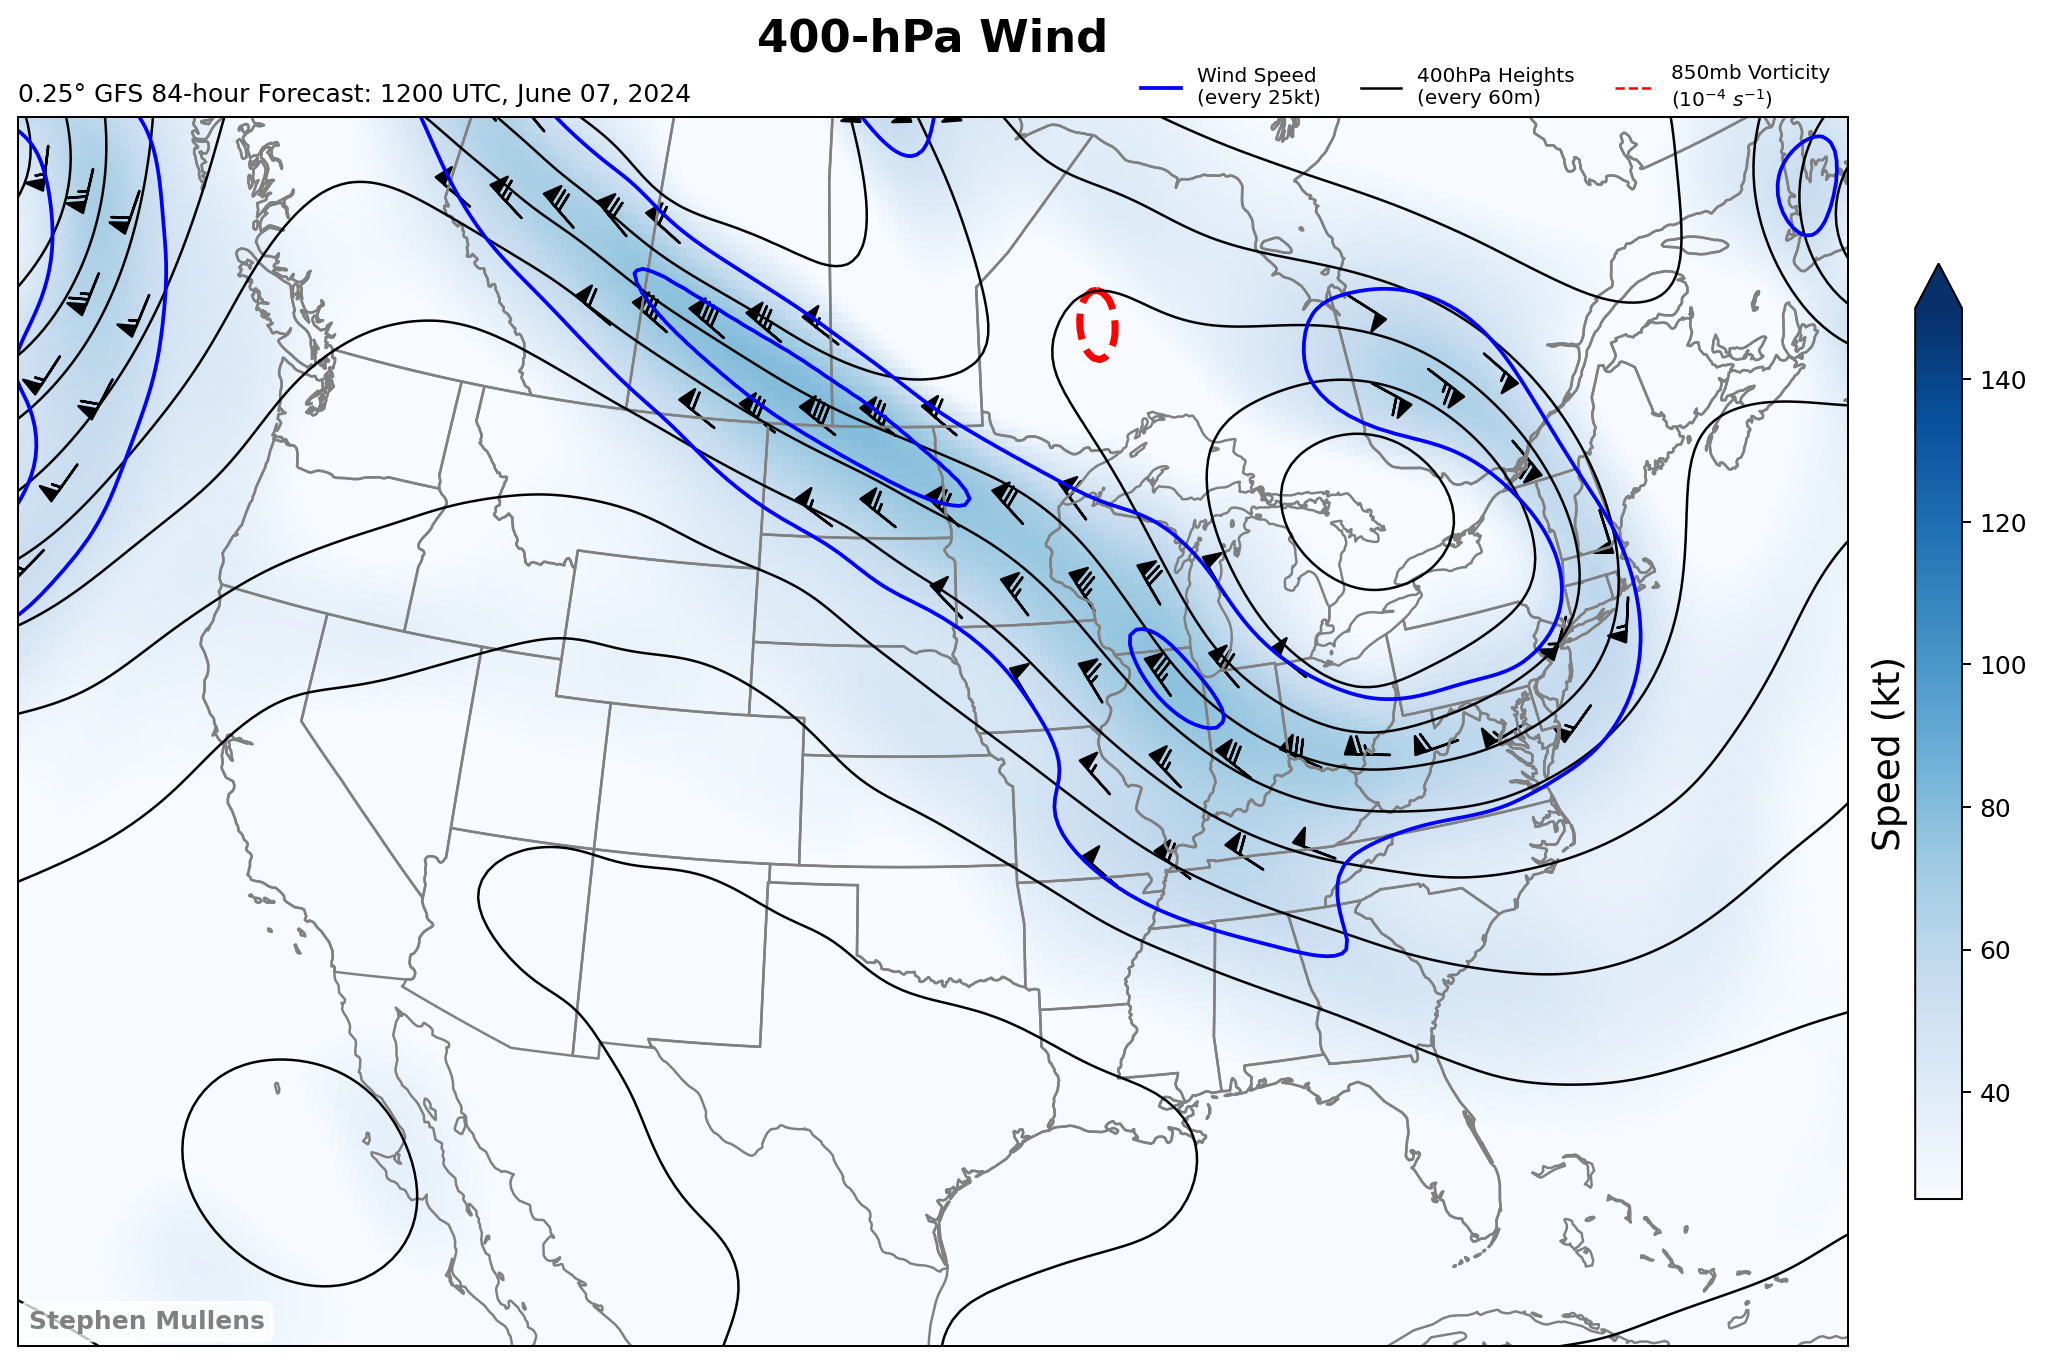 400-hPa Wind
0.25° GFS 84-hour Forecast: 1200 UTC, June 07, 2024
Wind Speed
(every 25kt)
400hPa Heights
(every 60m)
850mb Vorticity
(10⁻⁴ s⁻¹)
140
120
100
80
60
40
Speed (kt)
Stephen Mullens